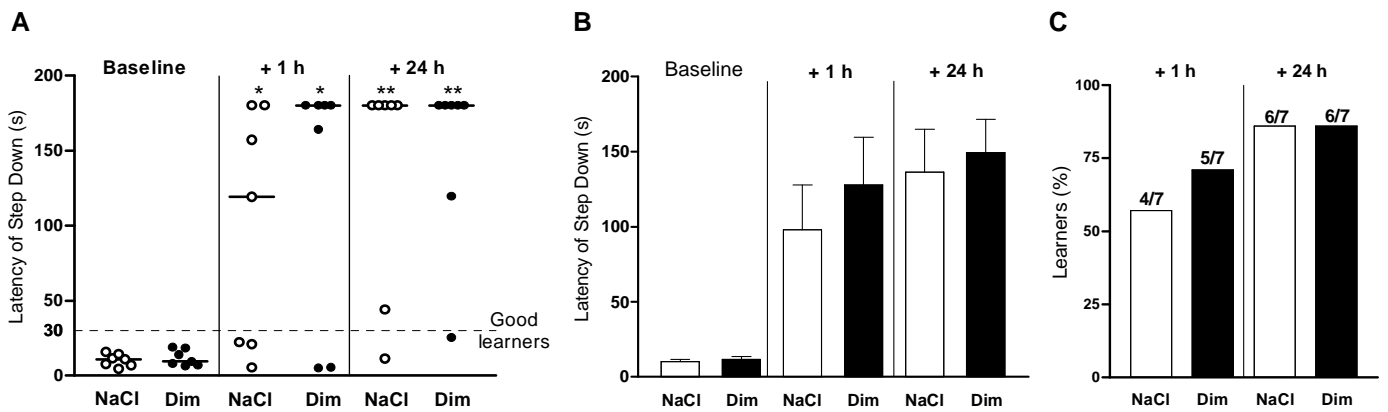 A
Baseline
+ 1 h
+ 24 h
Latency of Step Down (s)
200
150
100
50
30
0
*
*
**
**
Good
learners
NaCl
Dim
NaCl
Dim
NaCl
Dim
B
Baseline
+ 1 h
+ 24 h
Latency of Step Down (s)
200
150
100
50
0
NaCl
Dim
NaCl
Dim
NaCl
Dim
C
+ 1 h
+ 24 h
Learners (%)
100
75
50
25
0
4/7
5/7
6/7
6/7
NaCl
Dim
NaCl
Dim